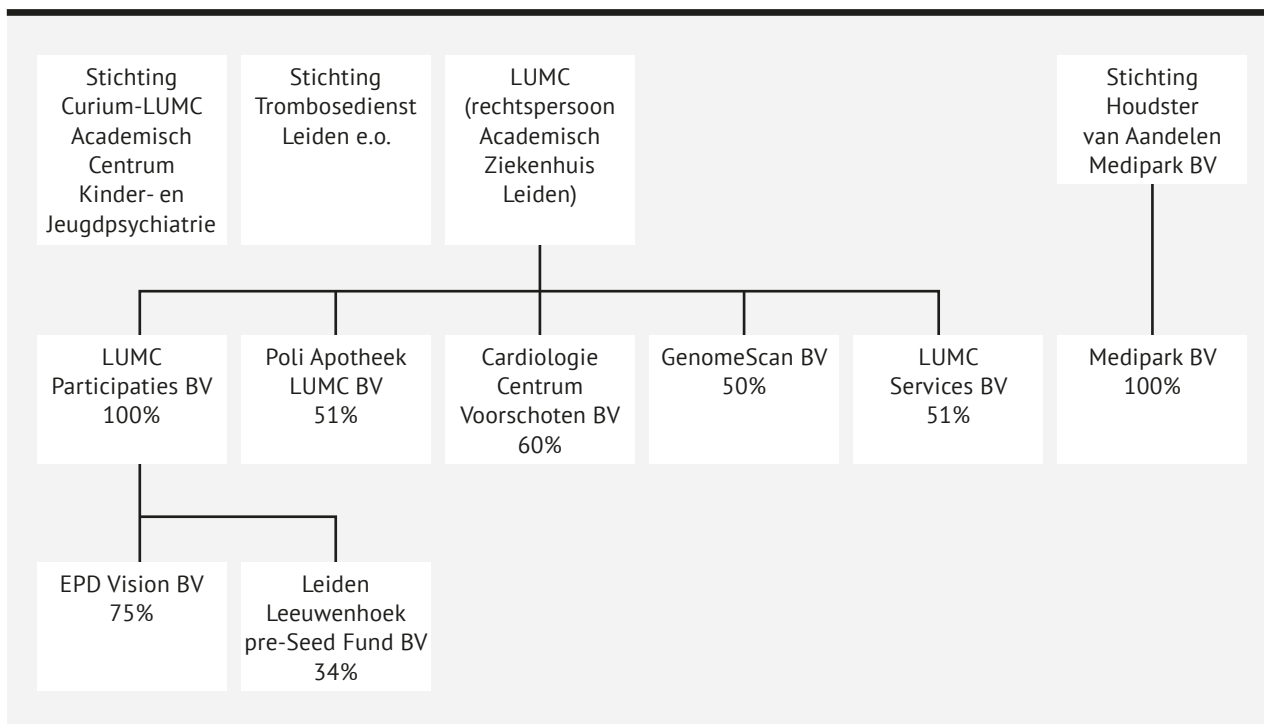 Stichting
Curium-LUMC
Academisch
Centrum
Kinder- en
Jeugdpsychiatrie
Stichting
Trombosedienst
Leiden e.o.
LUMC
(rechtspersoon
Academisch
Ziekenhuis
Leiden)
Stichting
Houdster
van Aandelen
Medipark BV
LUMC
Participaties BV
100%
Poli Apotheek
LUMC BV
51%
Cardiologie
Centrum
Voorschoten BV
60%
GenomeScan BV
50%
LUMC
Services BV
51%
Medipark BV
100%
EPD Vision BV
75%
Leiden
Leeuwenhoek
pre-Seed Fund BV
34%